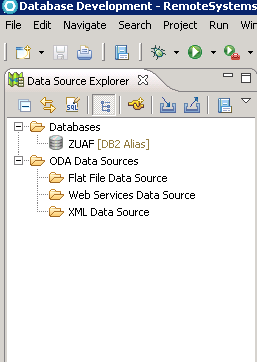 Database Development - RemoteSystems
File Edit Navigate Search Project Run Win
Data Source Explorer
SQL
Databases
ZUAF [DB2 Alias]
ODA Data Sources
Flat File Data Source
Web Services Data Source
XML Data Source